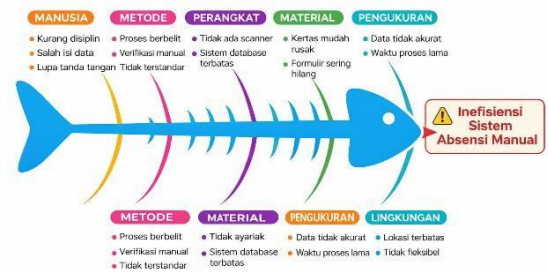 MANUSIA
• Kurang disiplin
• Salah isi data
• Lupa tanda tangan
METODE
• Proses berbelit
• Verifikasi manual
Tidak terstandar
PERANGKAT
• Tidak ada scanner
• Sistem database
terbatas
MATERIAL
• Kertas mudah
rusak
• Formulir sering
hilang
PENGUKURAN
• Data tidak akurat
• Waktu proses lama
Inefisiensi
Sistem
Absensi Manual
METODE
• Proses berbelit
• Verifikasi manual
• Tidak terstandar
MATERIAL
• Tidak ayariak
• Sistem database
terbatas
PENGUKURAN
• Data tidak akurat
• Waktu proses lama
LINGKUNGAN
• Lokasi terbatas
• Tidak fieksibel